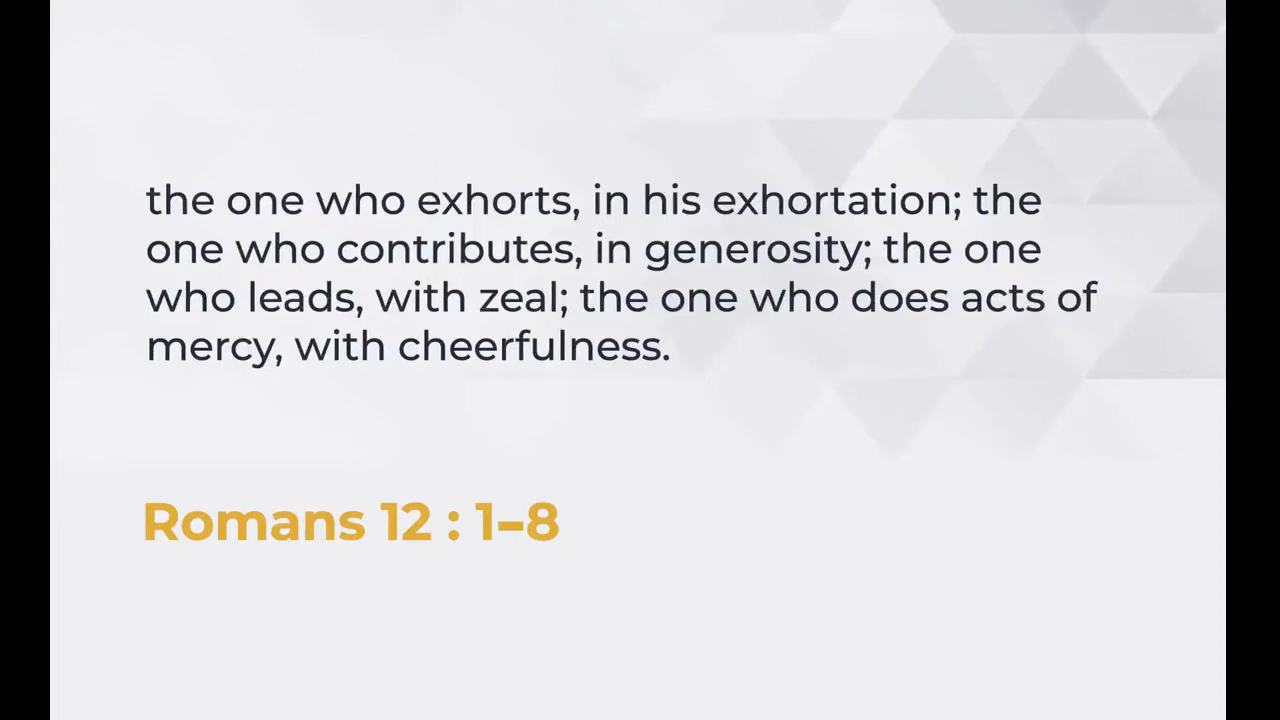 the one who exhorts, in his exhortation; the
one who contributes, in generosity; the one
who leads, with zeal; the one who does acts of
mercy, with cheerfulness.
Romans 12 : 1–8